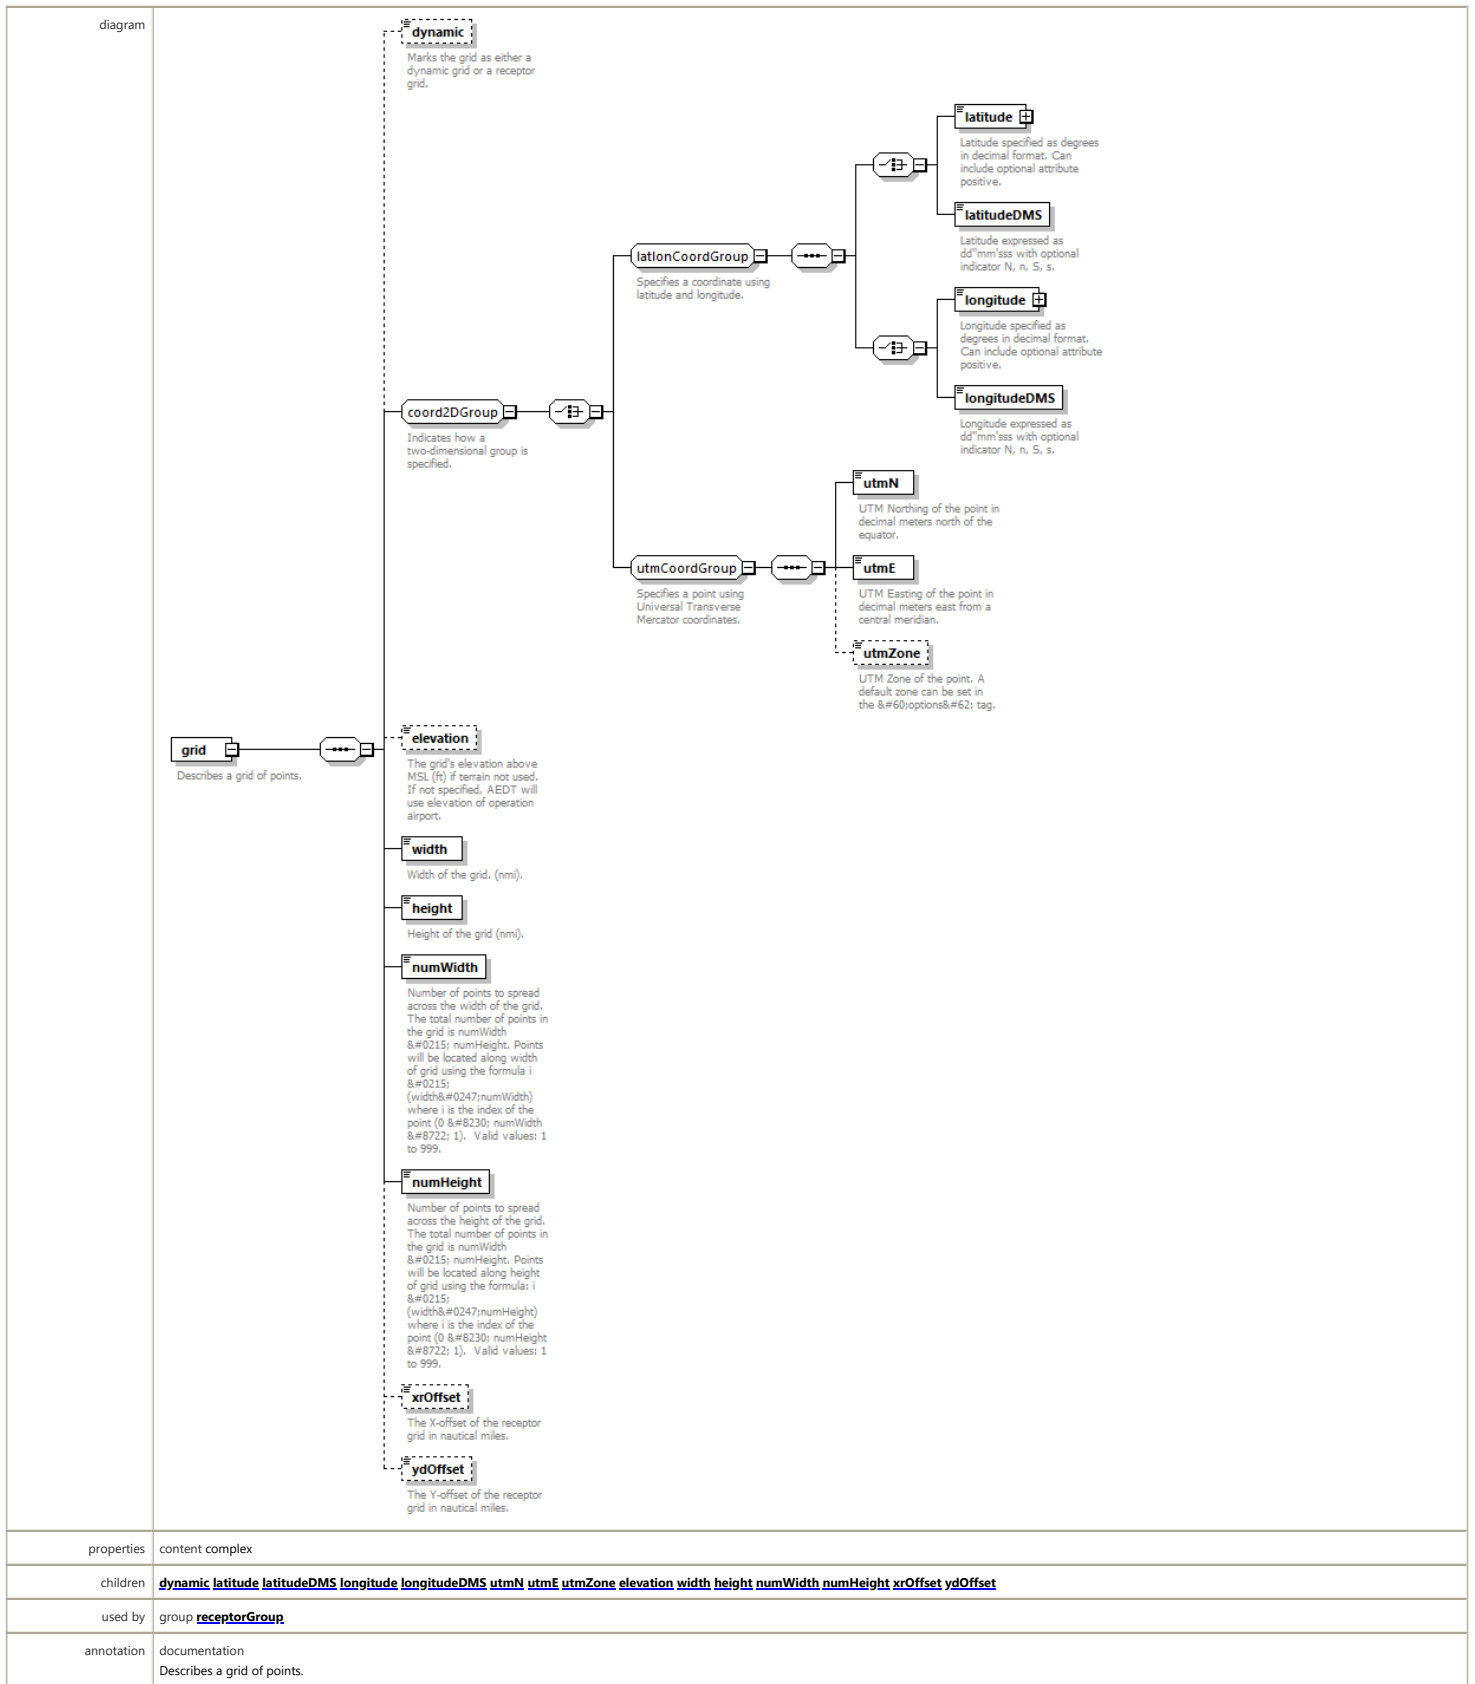 diagram
dynamic
Marks the grid as either a
dynamic grid or a receptor
grid.
latitude
Latitude specified as degrees
in decimal format. Can
include optional attribute
positive.
latitudeDMS
Latitude expressed as
dd"mm'sss with optional
indicator N, n, S, s.
latlonCoordGroup
Specifies a coordinate using
latitude and longitude.
longitude
Longitude specified as
degrees in decimal format.
Can include optional attribute
positive.
longitudeDMS
Longitude expressed as
dd"mm'sss with optional
indicator N, n, S, s.
coord2DGroup
Indicates how a
two-dimensional group is
specified.
utmN
UTM Northing of the point in
decimal meters north of the
equator.
utmCoordGroup
Specifies a point using
Universal Transverse
Mercator coordinates.
utmE
UTM Easting of the point in
decimal meters east from a
central meridian.
utmZone
UTM Zone of the point. A
default zone can be set in
the &#60;options&#62; tag.
grid
Describes a grid of points.
elevation
The grid's elevation above
MSL (ft) if terrain not used.
If not specified, AEDT will
use elevation of operation
airport.
width
Width of the grid. (nmi).
height
Height of the grid (nmi).
numWidth
Number of points to spread
across the width of the grid.
The total number of points in
the grid is numWidth
&#0215; numHeight. Points
will be located along width
of grid using the formula i
&#0215;
(width&#0247;numWidth)
where i is the index of the
point (0 &#8230; numWidth
&#8722; 1).  Valid values: 1
to 999.
numHeight
Number of points to spread
across the height of the grid.
The total number of points in
the grid is numWidth
&#0215; numHeight. Points
will be located along height
of grid using the formula: i
&#0215;
(width&#0247;numHeight)
where i is the index of the
point (0 &#8230; numHeight
&#8722; 1).  Valid values: 1
to 999.
xrOffset
The X-offset of the receptor
grid in nautical miles.
ydOffset
The Y-offset of the receptor
grid in nautical miles.
properties content complex
children dynamic latitude latitudeDMS longitude longitudeDMS utmN utmE utmZone elevation width height numWidth numHeight xrOffset ydOffset
used by group receptorGroup
annotation documentation
Describes a grid of points.